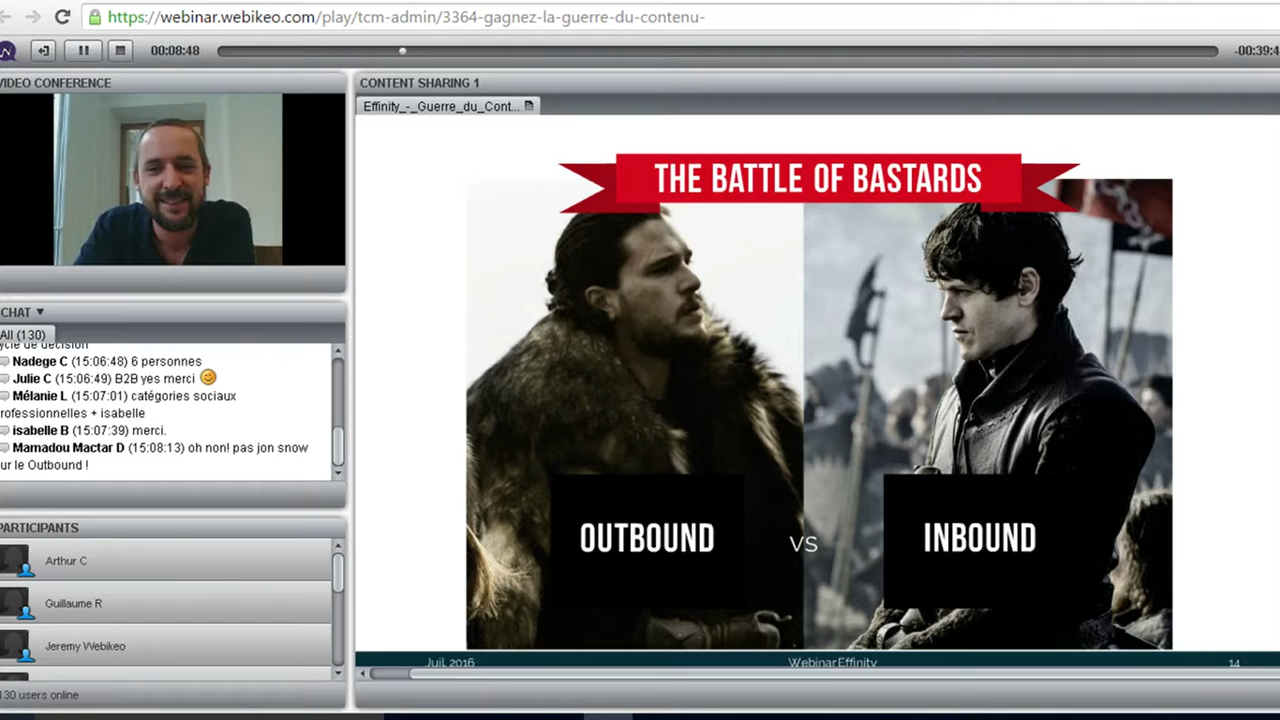 https://webinar.webikeo.com/play/tcm-admin/3364-gagnez-la-guerre-du-contenu-
00:08:48
-00:39:4
VIDEO CONFERENCE
CONTENT SHARING 1
Effinity_-_Guerre_du_Cont...
THE BATTLE OF BASTARDS
OUTBOUND
VS
INBOUND
Juil. 2016
Webinar Effinity
14
CHAT
All (130)
ycle de decision
Nadege C (15:06:48) 6 personnes
Julie C (15:06:49) B2B yes merci
Mélanie L (15:07:01) catégories sociaux
rofessionnelles + isabelle
isabelle B (15:07:39) merci.
Mamadou Mactar D (15:08:13) oh non! pas jon snow
ur le Outbound !
PARTICIPANTS
Arthur C
Guillaume R
Jeremy Webikeo
130 users online